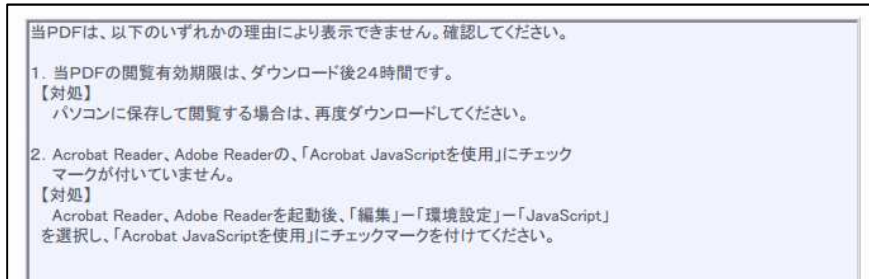 当PDFは、以下のいずれかの理由により表示できません。確認してください。
1. 当PDFの閲覧有効期限は、ダウンロード後24時間です。
【対処】
パソコンに保存して閲覧する場合は、再度ダウンロードしてください。
2. Acrobat Reader、Adobe Readerの、「Acrobat JavaScriptを使用」にチェック
マークが付いていません。
【対処】
Acrobat Reader、Adobe Readerを起動後、「編集」ー「環境設定」ー「JavaScript」
を選択し、「Acrobat JavaScriptを使用」にチェックマークを付けてください。